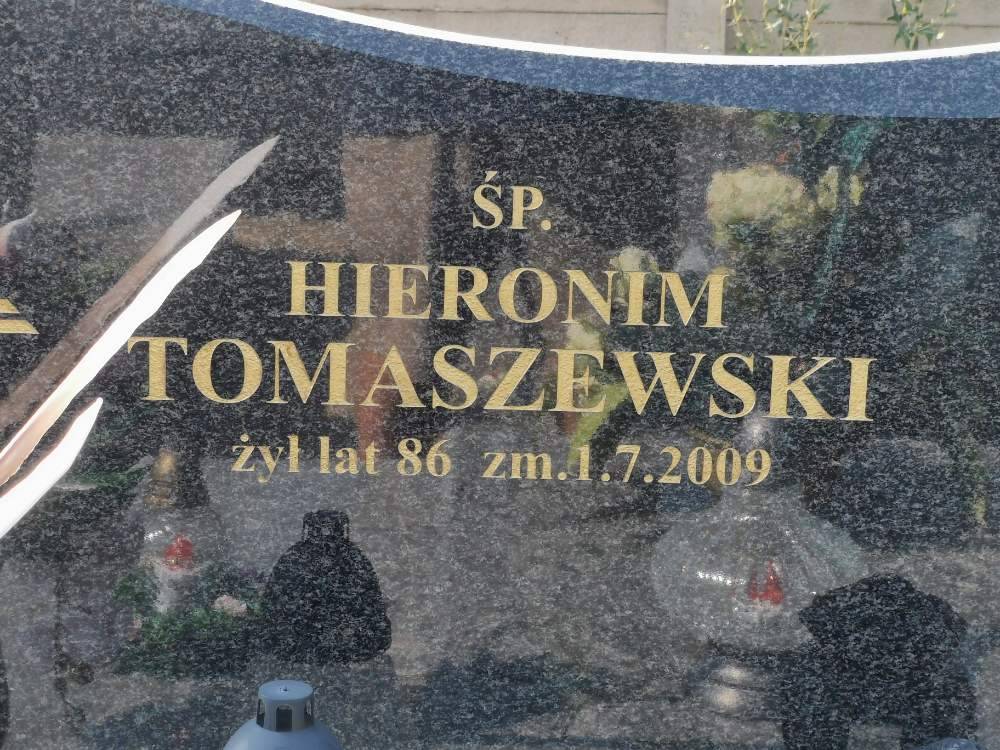 ŚP.
HIERONIM
TOMASZEWSKI
żył lat 86 zm.1.7.2009